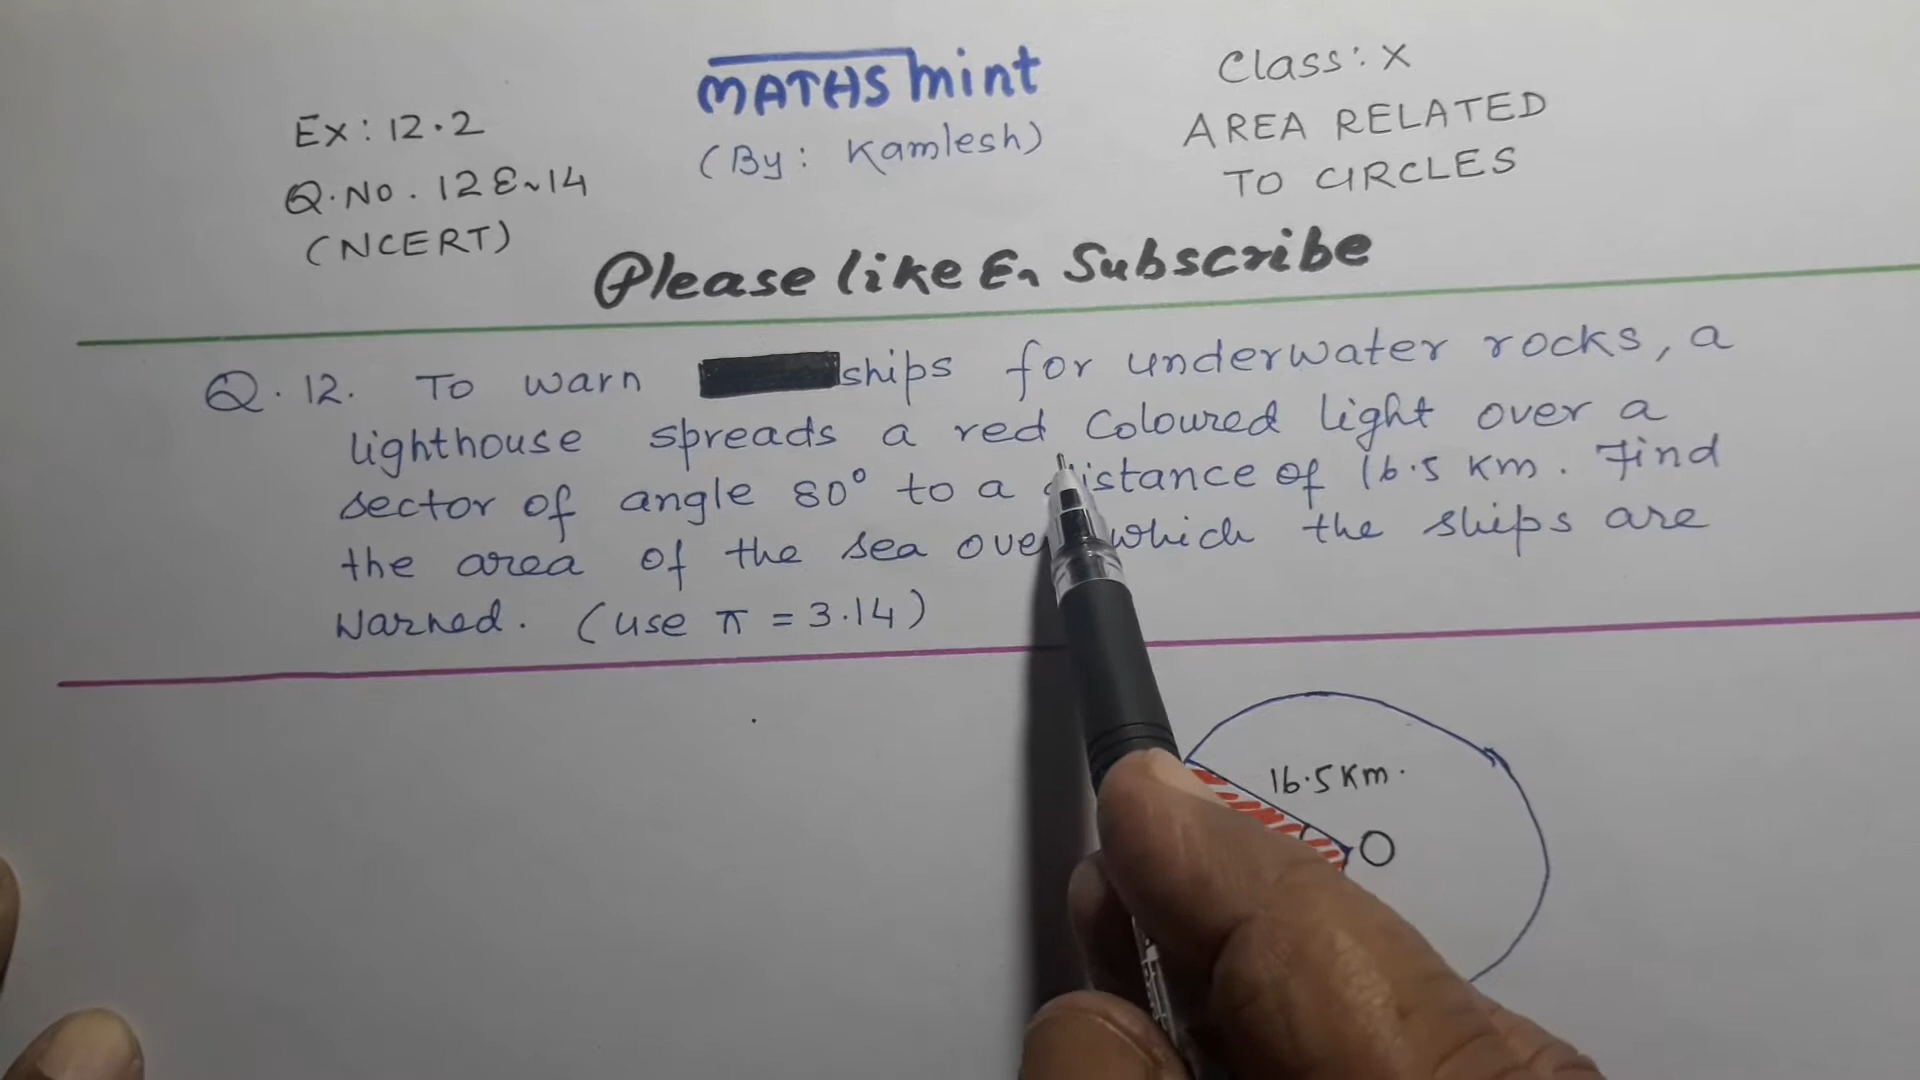 Ex: 12.2
Q.No. 12 & 14
(NCERT)
MATHS mint
(By: Kamlesh)
Class: X
AREA RELATED
TO CIRCLES
Please like & Subscribe
Q.12. To warn ships for underwater rocks, a
lighthouse spreads a red coloured light over a
sector of angle 80° to a distance of 16.5 km. Find
the area of the sea over which the ships are
warned. (use π = 3.14)
16.5 km.
O